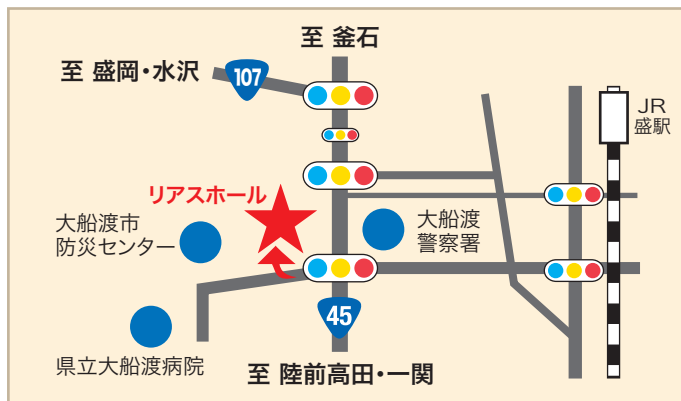 至 釜石
至 盛岡・水沢
107
JR
盛駅
リアスホール
大船渡市
防災センター
大船渡
警察署
45
県立大船渡病院
至 陸前高田・一関